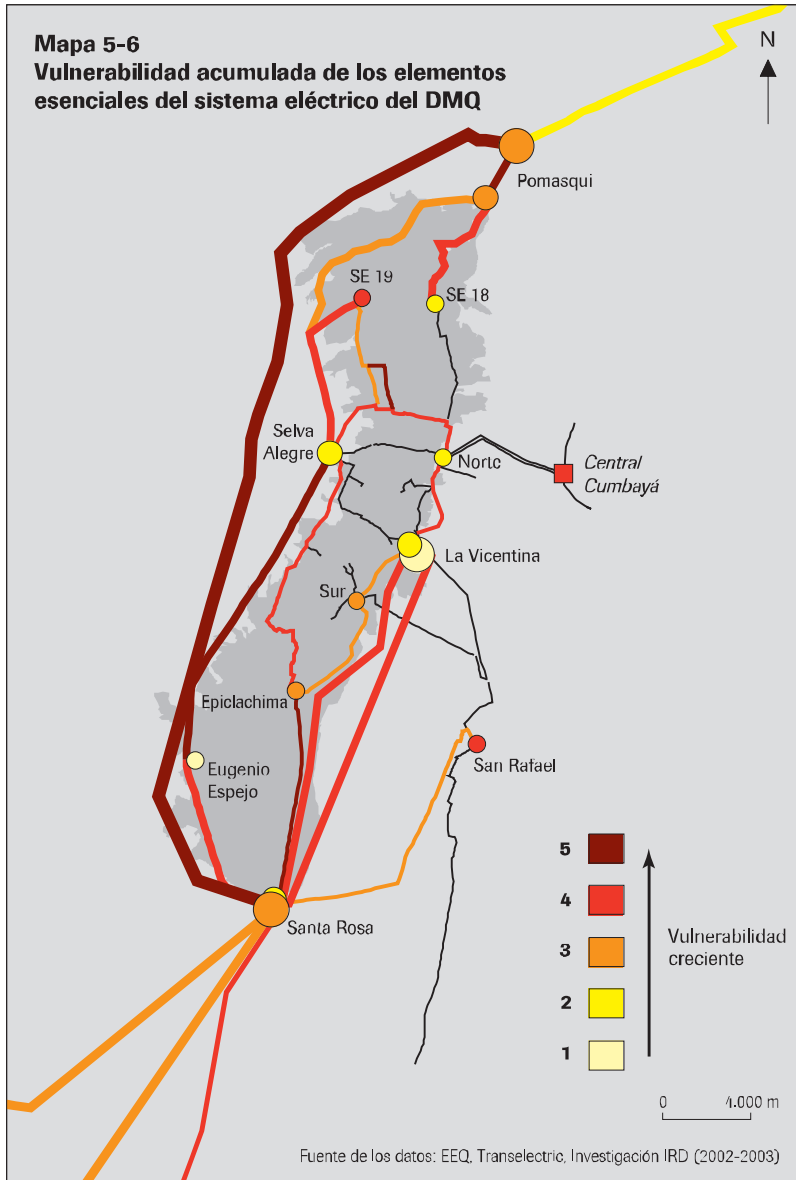 Mapa 5-6
Vulnerabilidad acumulada de los elementos
esenciales del sistema eléctrico del DMQ
N
Pomasqui
SE 19
SE 18
Selva
Alegre
Norte
Central
Cumbayá
La Vicentina
Sur
Epiclachima
Eugenio
Espejo
San Rafael
Santa Rosa
5
4
3
2
1
Vulnerabilidad
creciente
0 4.000 m
Fuente de los datos: EEQ, Transelectric, Investigación IRD (2002-2003)